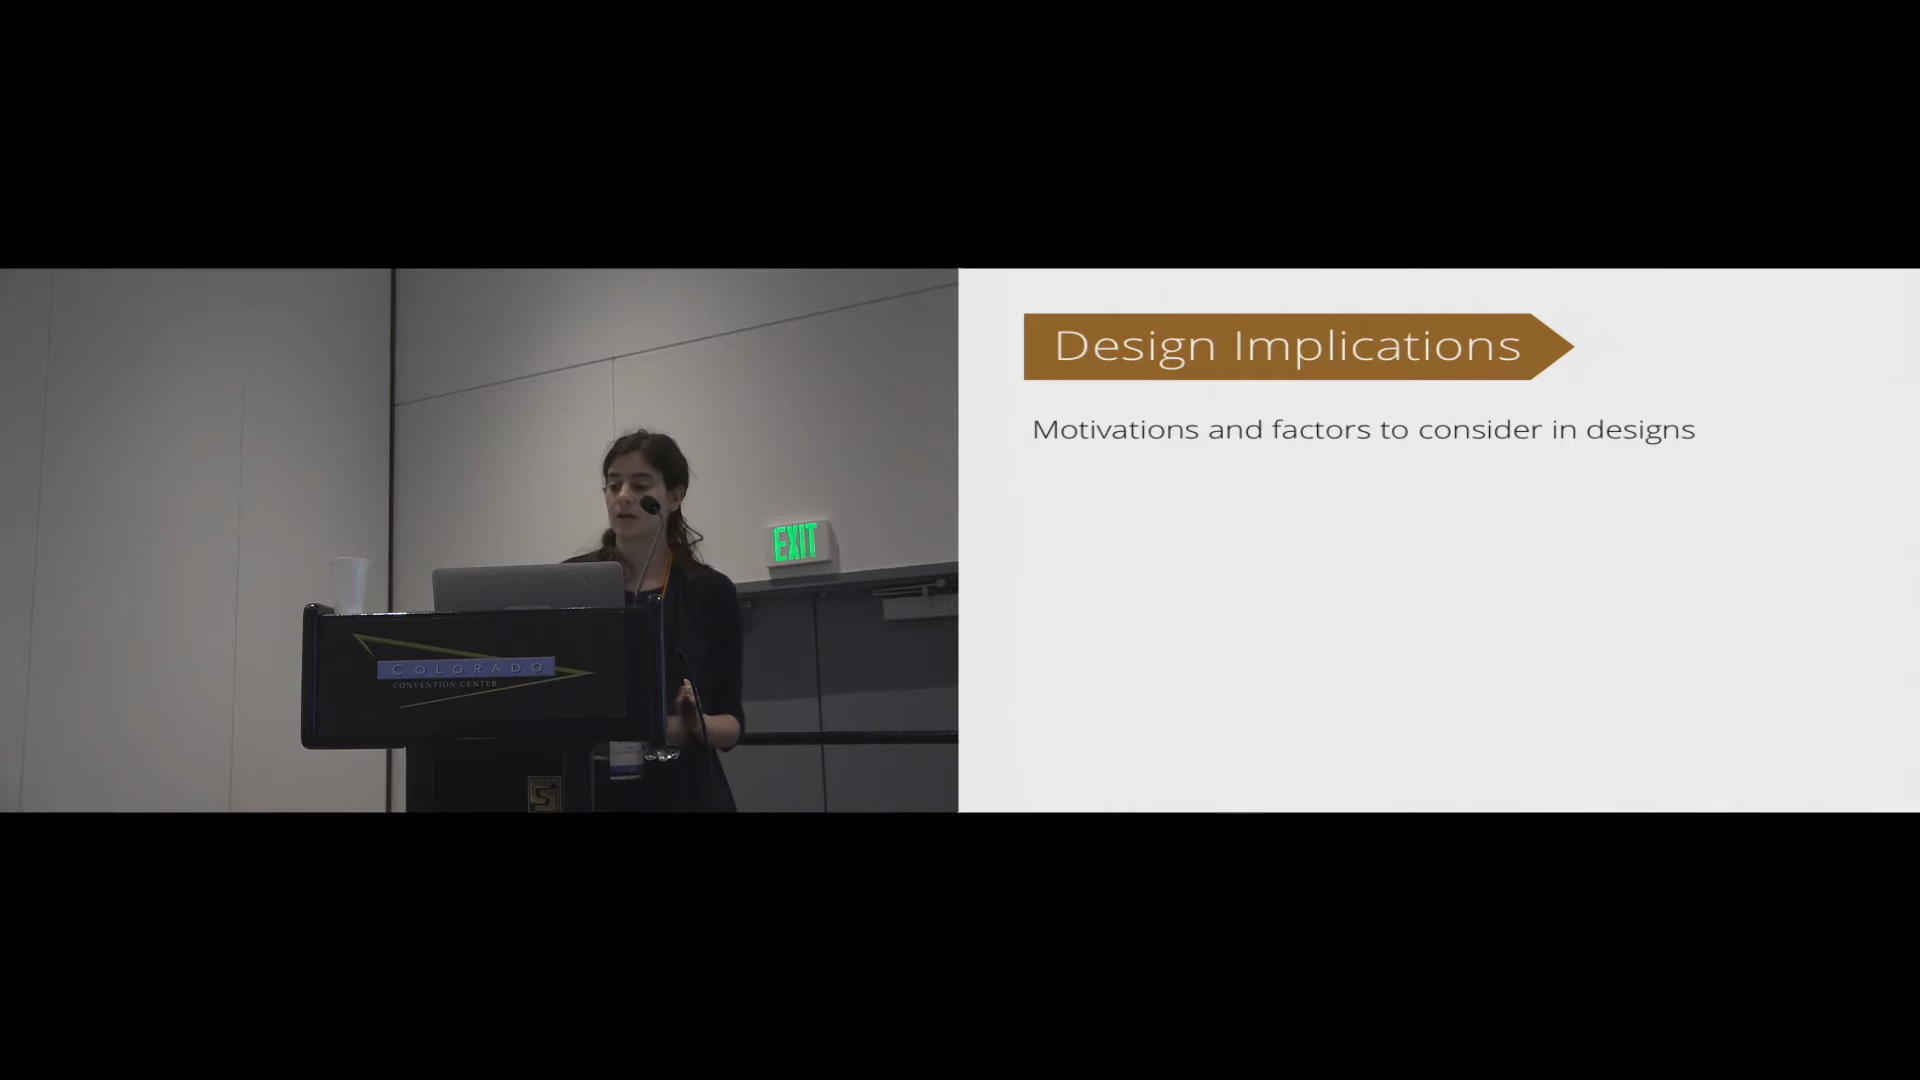 Design Implications
Motivations and factors to consider in designs
EXIT
COLORADO
CONVENTION CENTER